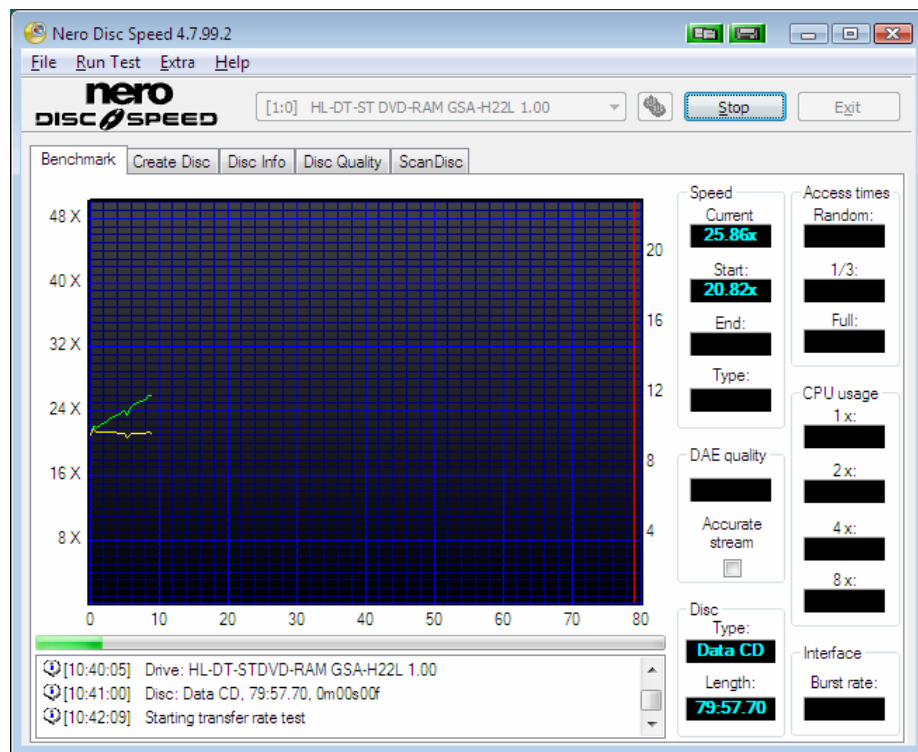 Nero Disc Speed 4.7.99.2
File Run Test Extra Help
nero
DISC SPEED
[1:0] HL-DT-ST DVD-RAM GSA-H22L 1.00
Stop
Exit
Benchmark Create Disc Disc Info Disc Quality ScanDisc
48 X
40 X
32 X
24 X
16 X
8 X
20
16
12
8
4
0 10 20 30 40 50 60 70 80
Speed
Current
25.86x
Start:
20.82x
End:
Type:
DAE quality
Accurate
stream
Disc
Type:
Data CD
Length:
79:57.70
Access times
Random:
1/3:
Full:
CPU usage
1 x:
2 x:
4 x:
8 x:
Interface
Burst rate:
[10:40:05] Drive: HL-DT-STDVD-RAM GSA-H22L 1.00
[10:41:00] Disc: Data CD, 79:57.70, 0m00s00f
[10:42:09] Starting transfer rate test